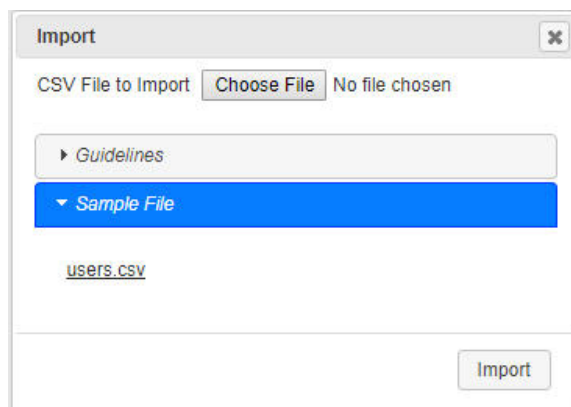 Import
CSV File to Import Choose File No file chosen
Guidelines
Sample File
users.csv
Import